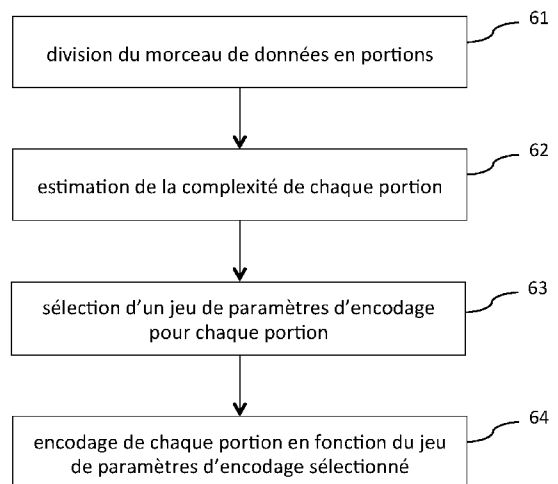 61
division du morceau de données en portions
62
estimation de la complexité de chaque portion
63
sélection d'un jeu de paramètres d'encodage
pour chaque portion
64
encodage de chaque portion en fonction du jeu
de paramètres d'encodage sélectionné